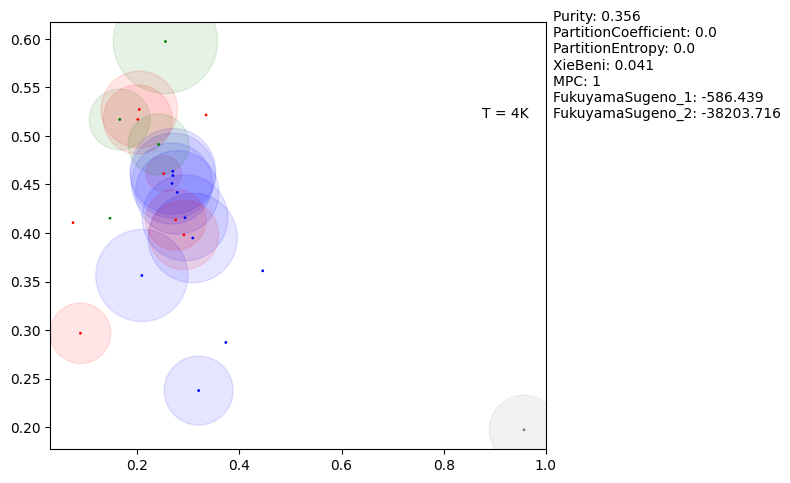 Purity: 0.356
PartitionCoefficient: 0.0
PartitionEntropy: 0.0
XieBeni: 0.041
MPC: 1
FukuyamaSugeno_1: -586.439
FukuyamaSugeno_2: -38203.716
T = 4K
0.60
0.55
0.50
0.45
0.40
0.35
0.30
0.25
0.20
0.2
0.4
0.6
0.8
1.0